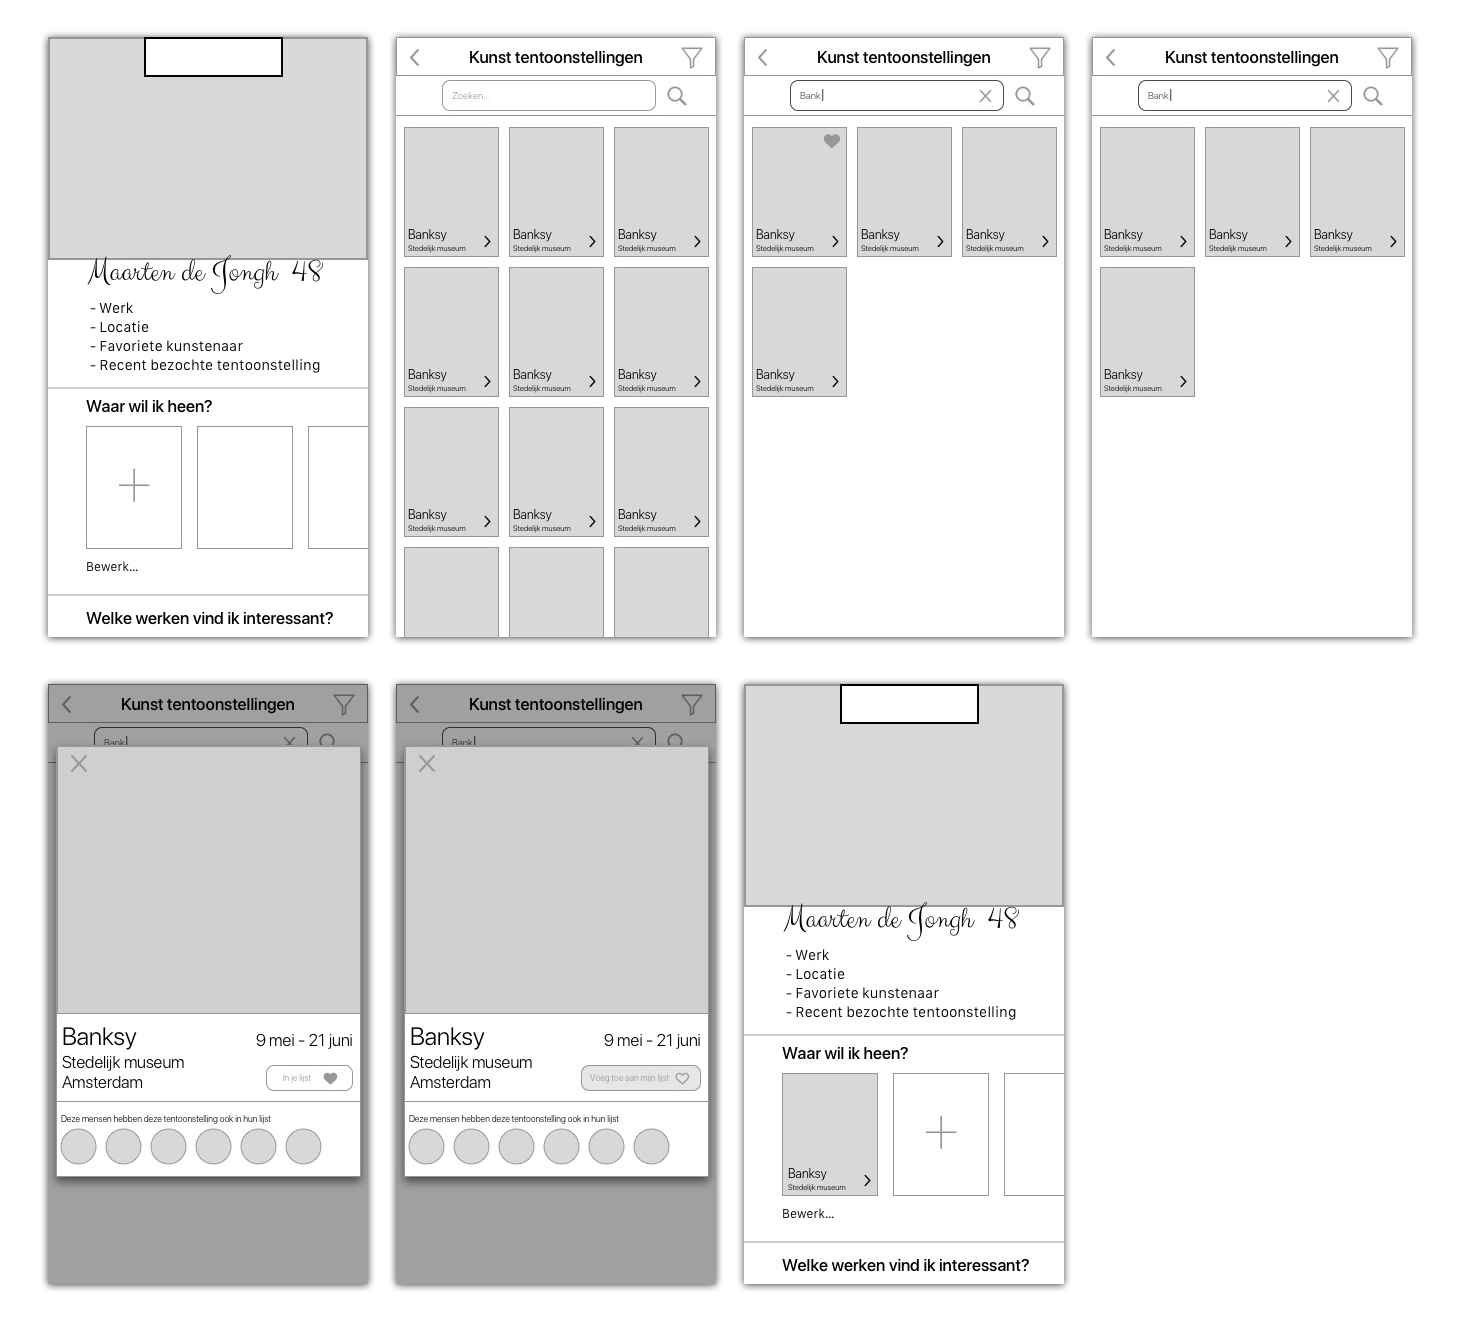 Maarten de Jongh 48
- Werk
- Locatie
- Favoriete kunstenaar
- Recent bezochte tentoonstelling
Waar wil ik heen?
Bewerk...
Welke werken vind ik interessant?
Kunst tentoonstellingen
Zoeken...
Banksy Banksy Banksy
Stedelijk museum Stedelijk museum Stedelijk museum
Banksy Banksy Banksy
Stedelijk museum Stedelijk museum Stedelijk museum
Banksy Banksy Banksy
Stedelijk museum Stedelijk museum Stedelijk museum
Kunst tentoonstellingen
Bank
Banksy Banksy Banksy
Stedelijk museum Stedelijk museum Stedelijk museum
Banksy
Stedelijk museum
Kunst tentoonstellingen
Bank
Banksy Banksy Banksy
Stedelijk museum Stedelijk museum Stedelijk museum
Banksy
Stedelijk museum
Kunst tentoonstellingen
Bank
Banksy 9 mei - 21 juni
Stedelijk museum
Amsterdam In je lijst
Deze mensen hebben deze tentoonstelling ook in hun lijst
Kunst tentoonstellingen
Bank
Banksy 9 mei - 21 juni
Stedelijk museum
Amsterdam Voeg toe aan mijn lijst
Deze mensen hebben deze tentoonstelling ook in hun lijst
Maarten de Jongh 48
- Werk
- Locatie
- Favoriete kunstenaar
- Recent bezochte tentoonstelling
Waar wil ik heen?
Banksy
Stedelijk museum
Bewerk...
Welke werken vind ik interessant?